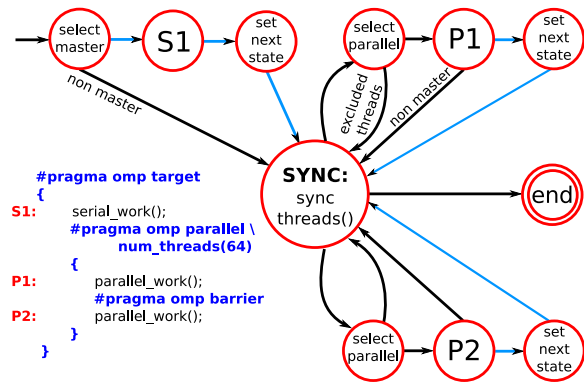 select
master
S1
set
next
state
non master
select
parallel
P1
set
next
state
excluded
threads
non master
SYNC:
sync
threads()
end
#pragma omp target
{
S1: serial_work();
#pragma omp parallel \
num_threads(64)
{
P1: parallel_work();
#pragma omp barrier
P2: parallel_work();
}
}
select
parallel
P2
set
next
state